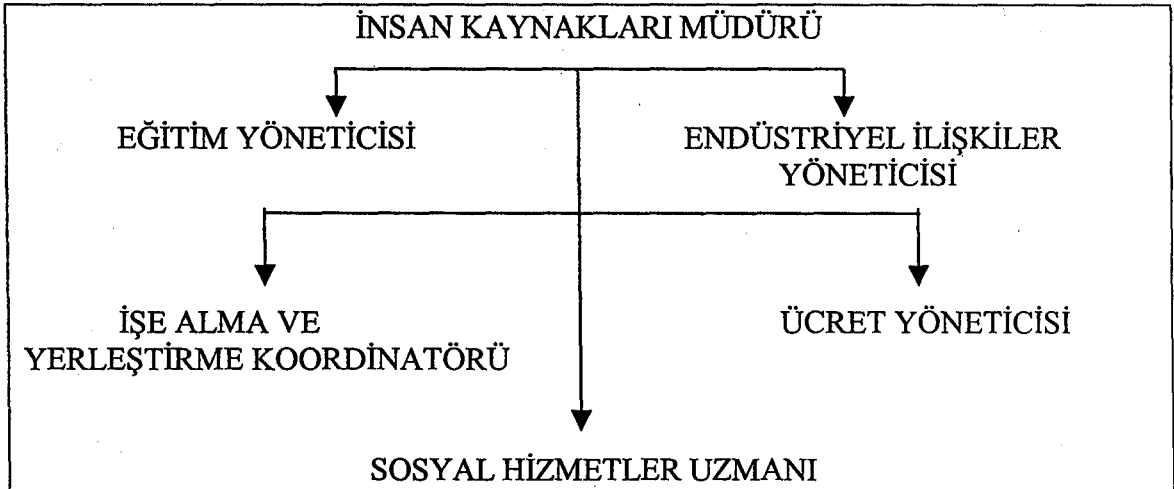 İNSAN KAYNAKLARI MÜDÜRÜ
EĞİTİM YÖNETİCİSİ
ENDÜSTRİYEL İLİŞKİLER
YÖNETİCİSİ
İŞE ALMA VE
YERLEŞTİRME KOORDİNATÖRÜ
ÜCRET YÖNETİCİSİ
SOSYAL HİZMETLER UZMANI